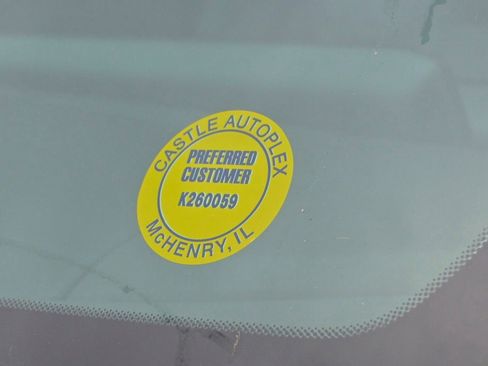 CASTLE AUTOPLEX
PREFERRED
CUSTOMER
K260059
McHENRY, IL